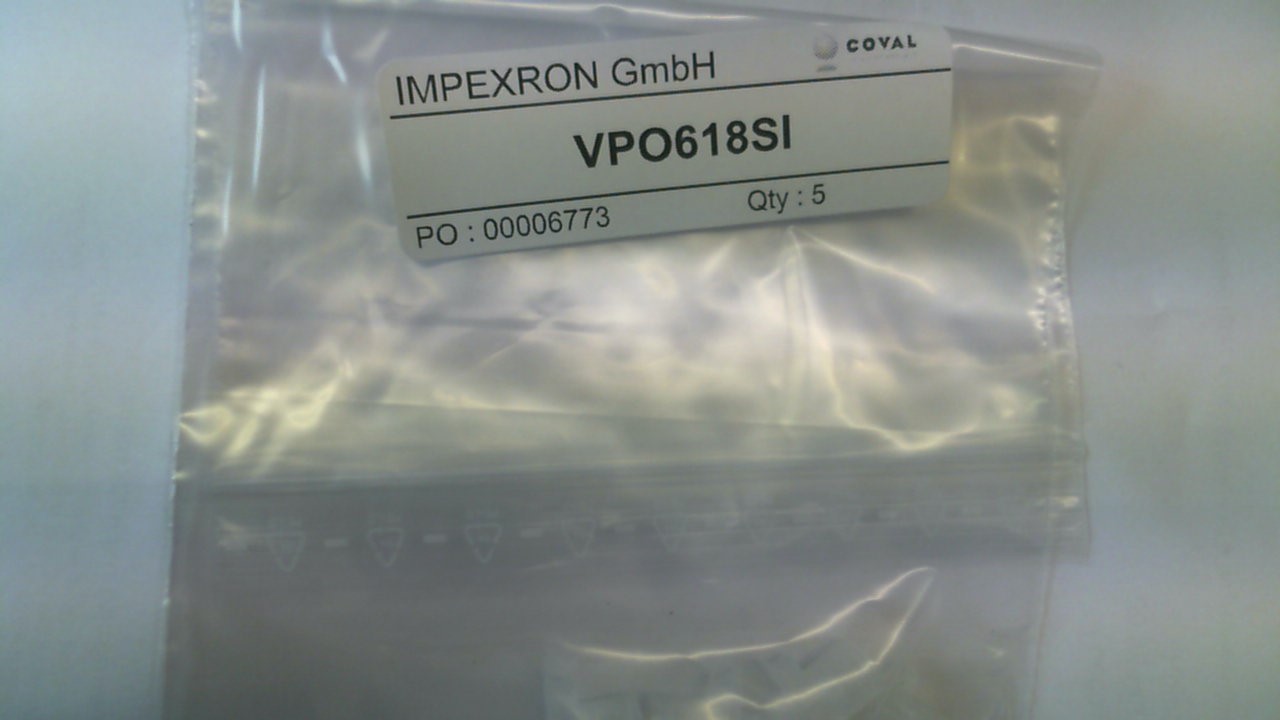 IMPEXRON GmbH
COVAL
VPO618SI
PO : 00006773
Qty : 5